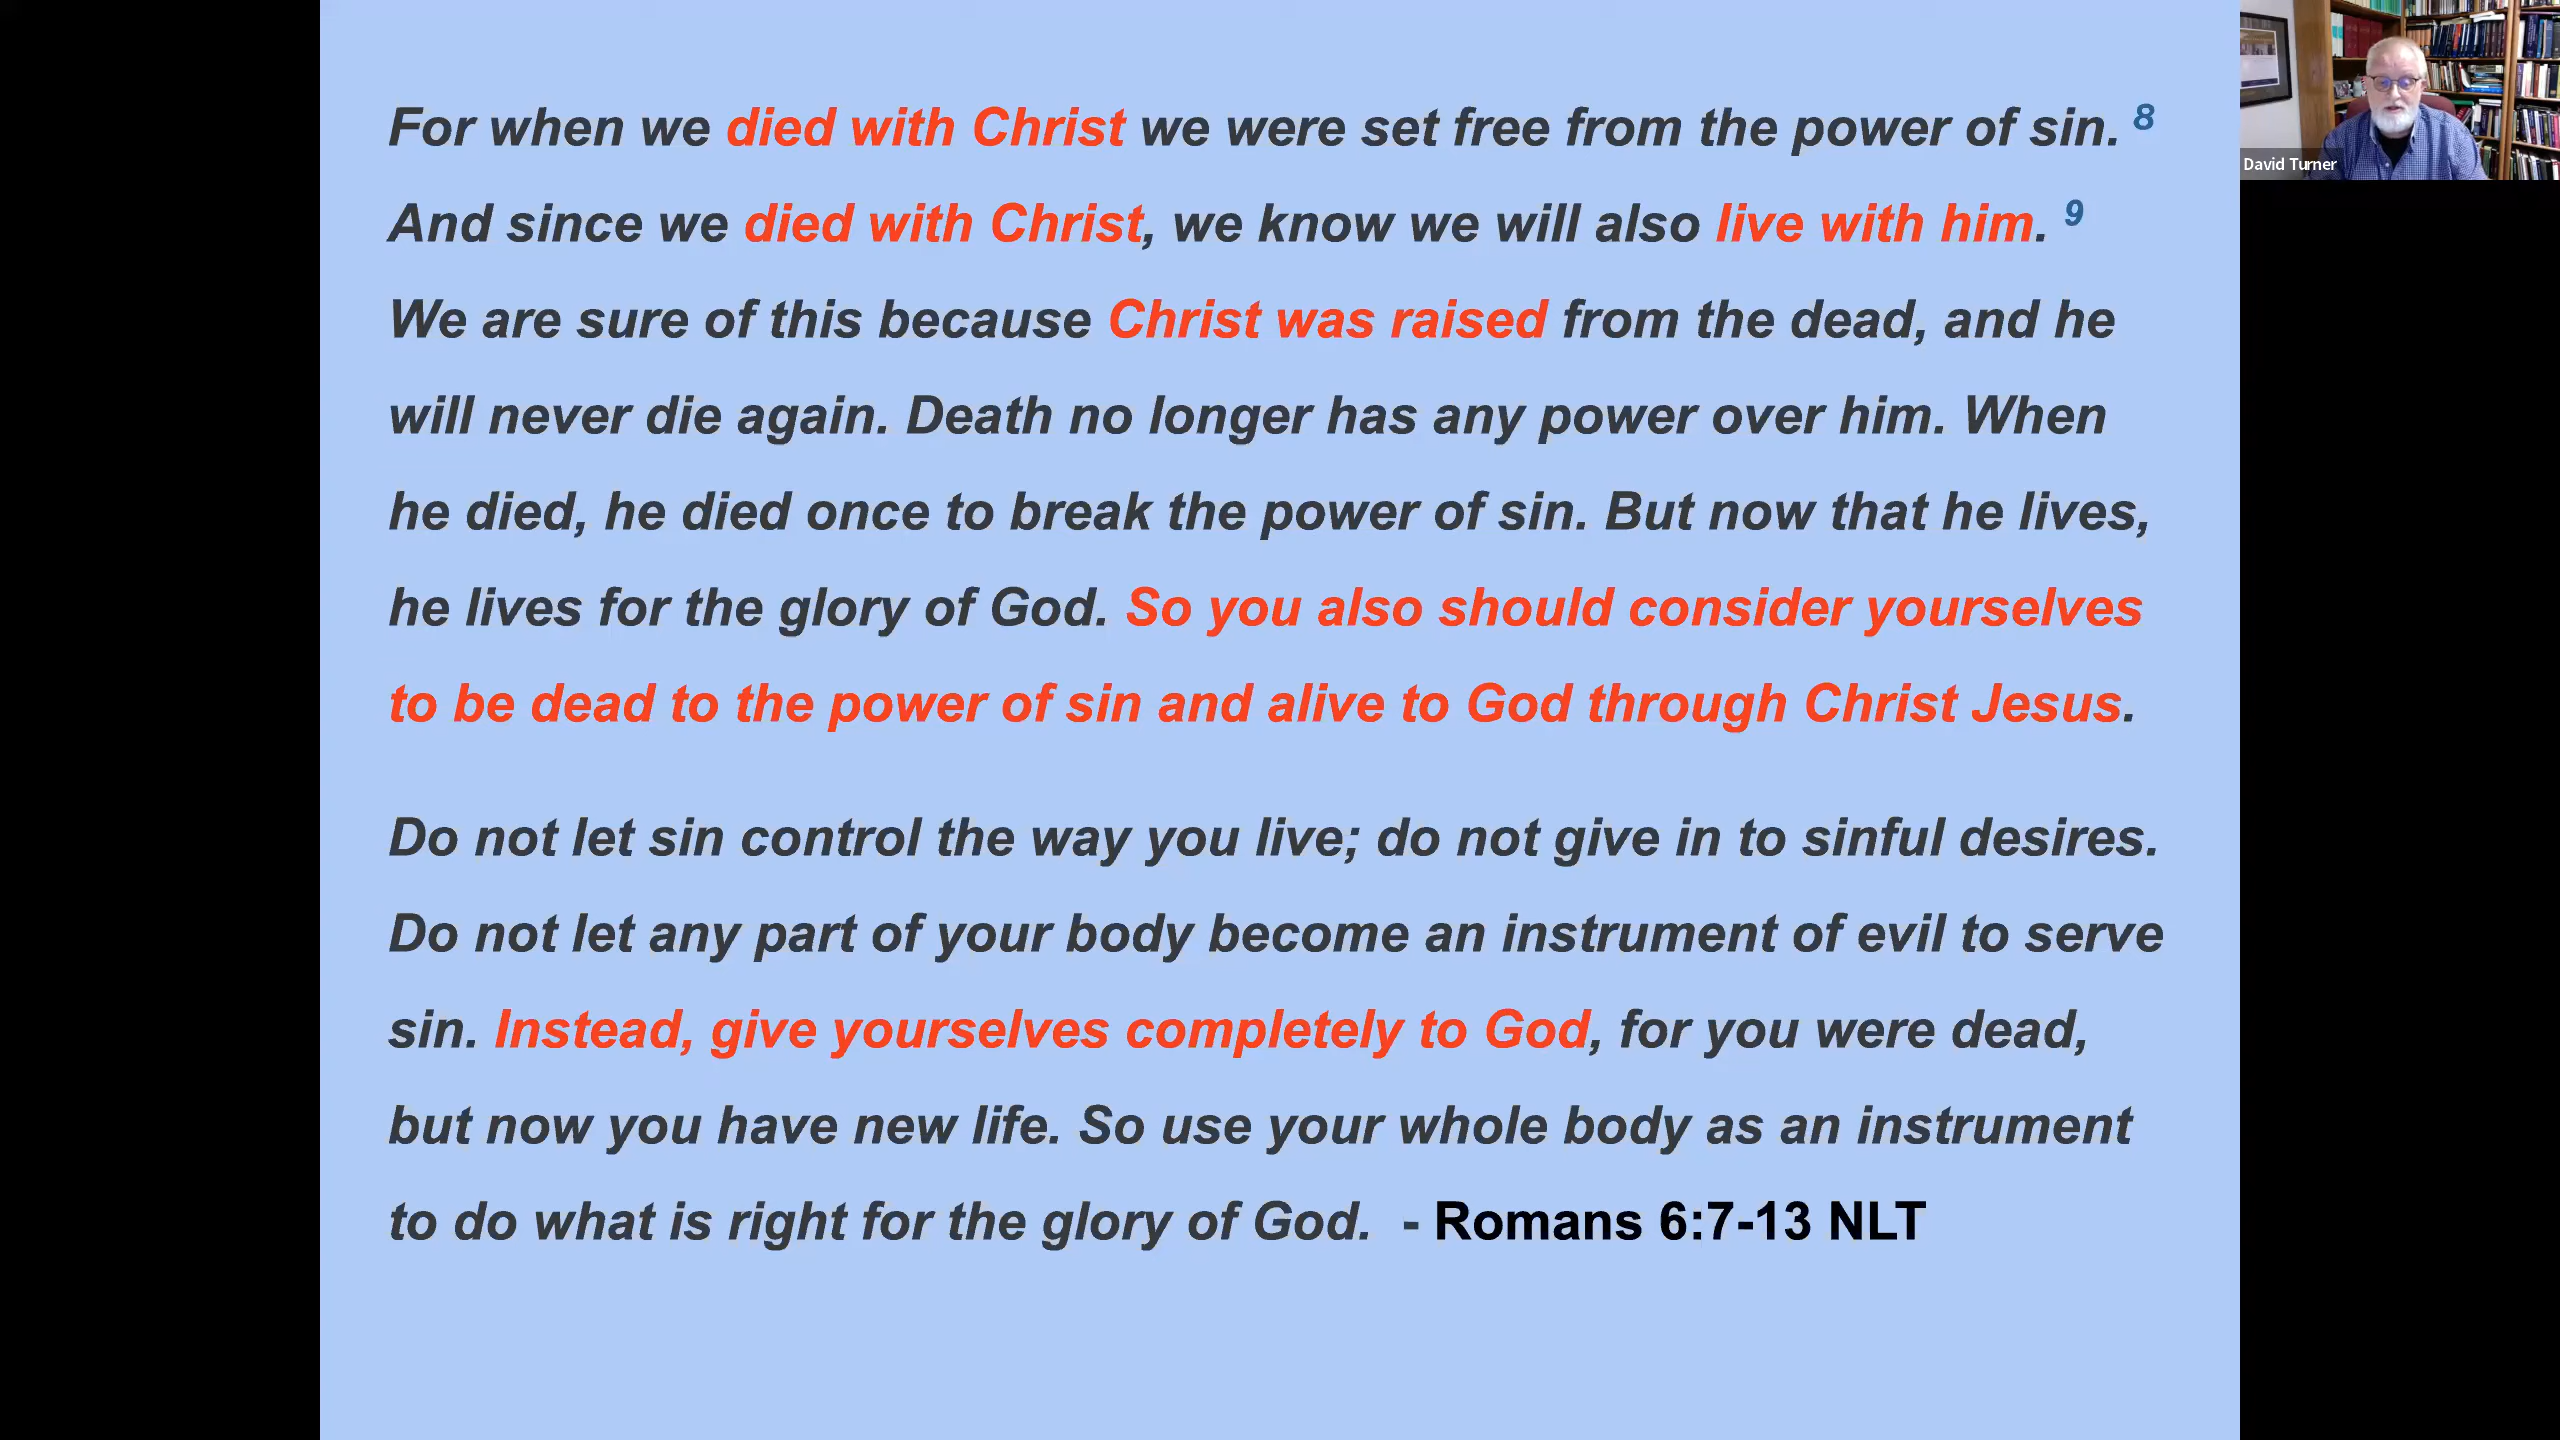 For when we died with Christ we were set free from the power of sin. 8
And since we died with Christ, we know we will also live with him. 9
We are sure of this because Christ was raised from the dead, and he
will never die again. Death no longer has any power over him. When
he died, he died once to break the power of sin. But now that he lives,
he lives for the glory of God. So you also should consider yourselves
to be dead to the power of sin and alive to God through Christ Jesus.
Do not let sin control the way you live; do not give in to sinful desires.
Do not let any part of your body become an instrument of evil to serve
sin. Instead, give yourselves completely to God, for you were dead,
but now you have new life. So use your whole body as an instrument
to do what is right for the glory of God. - Romans 6:7-13 NLT
David Turner